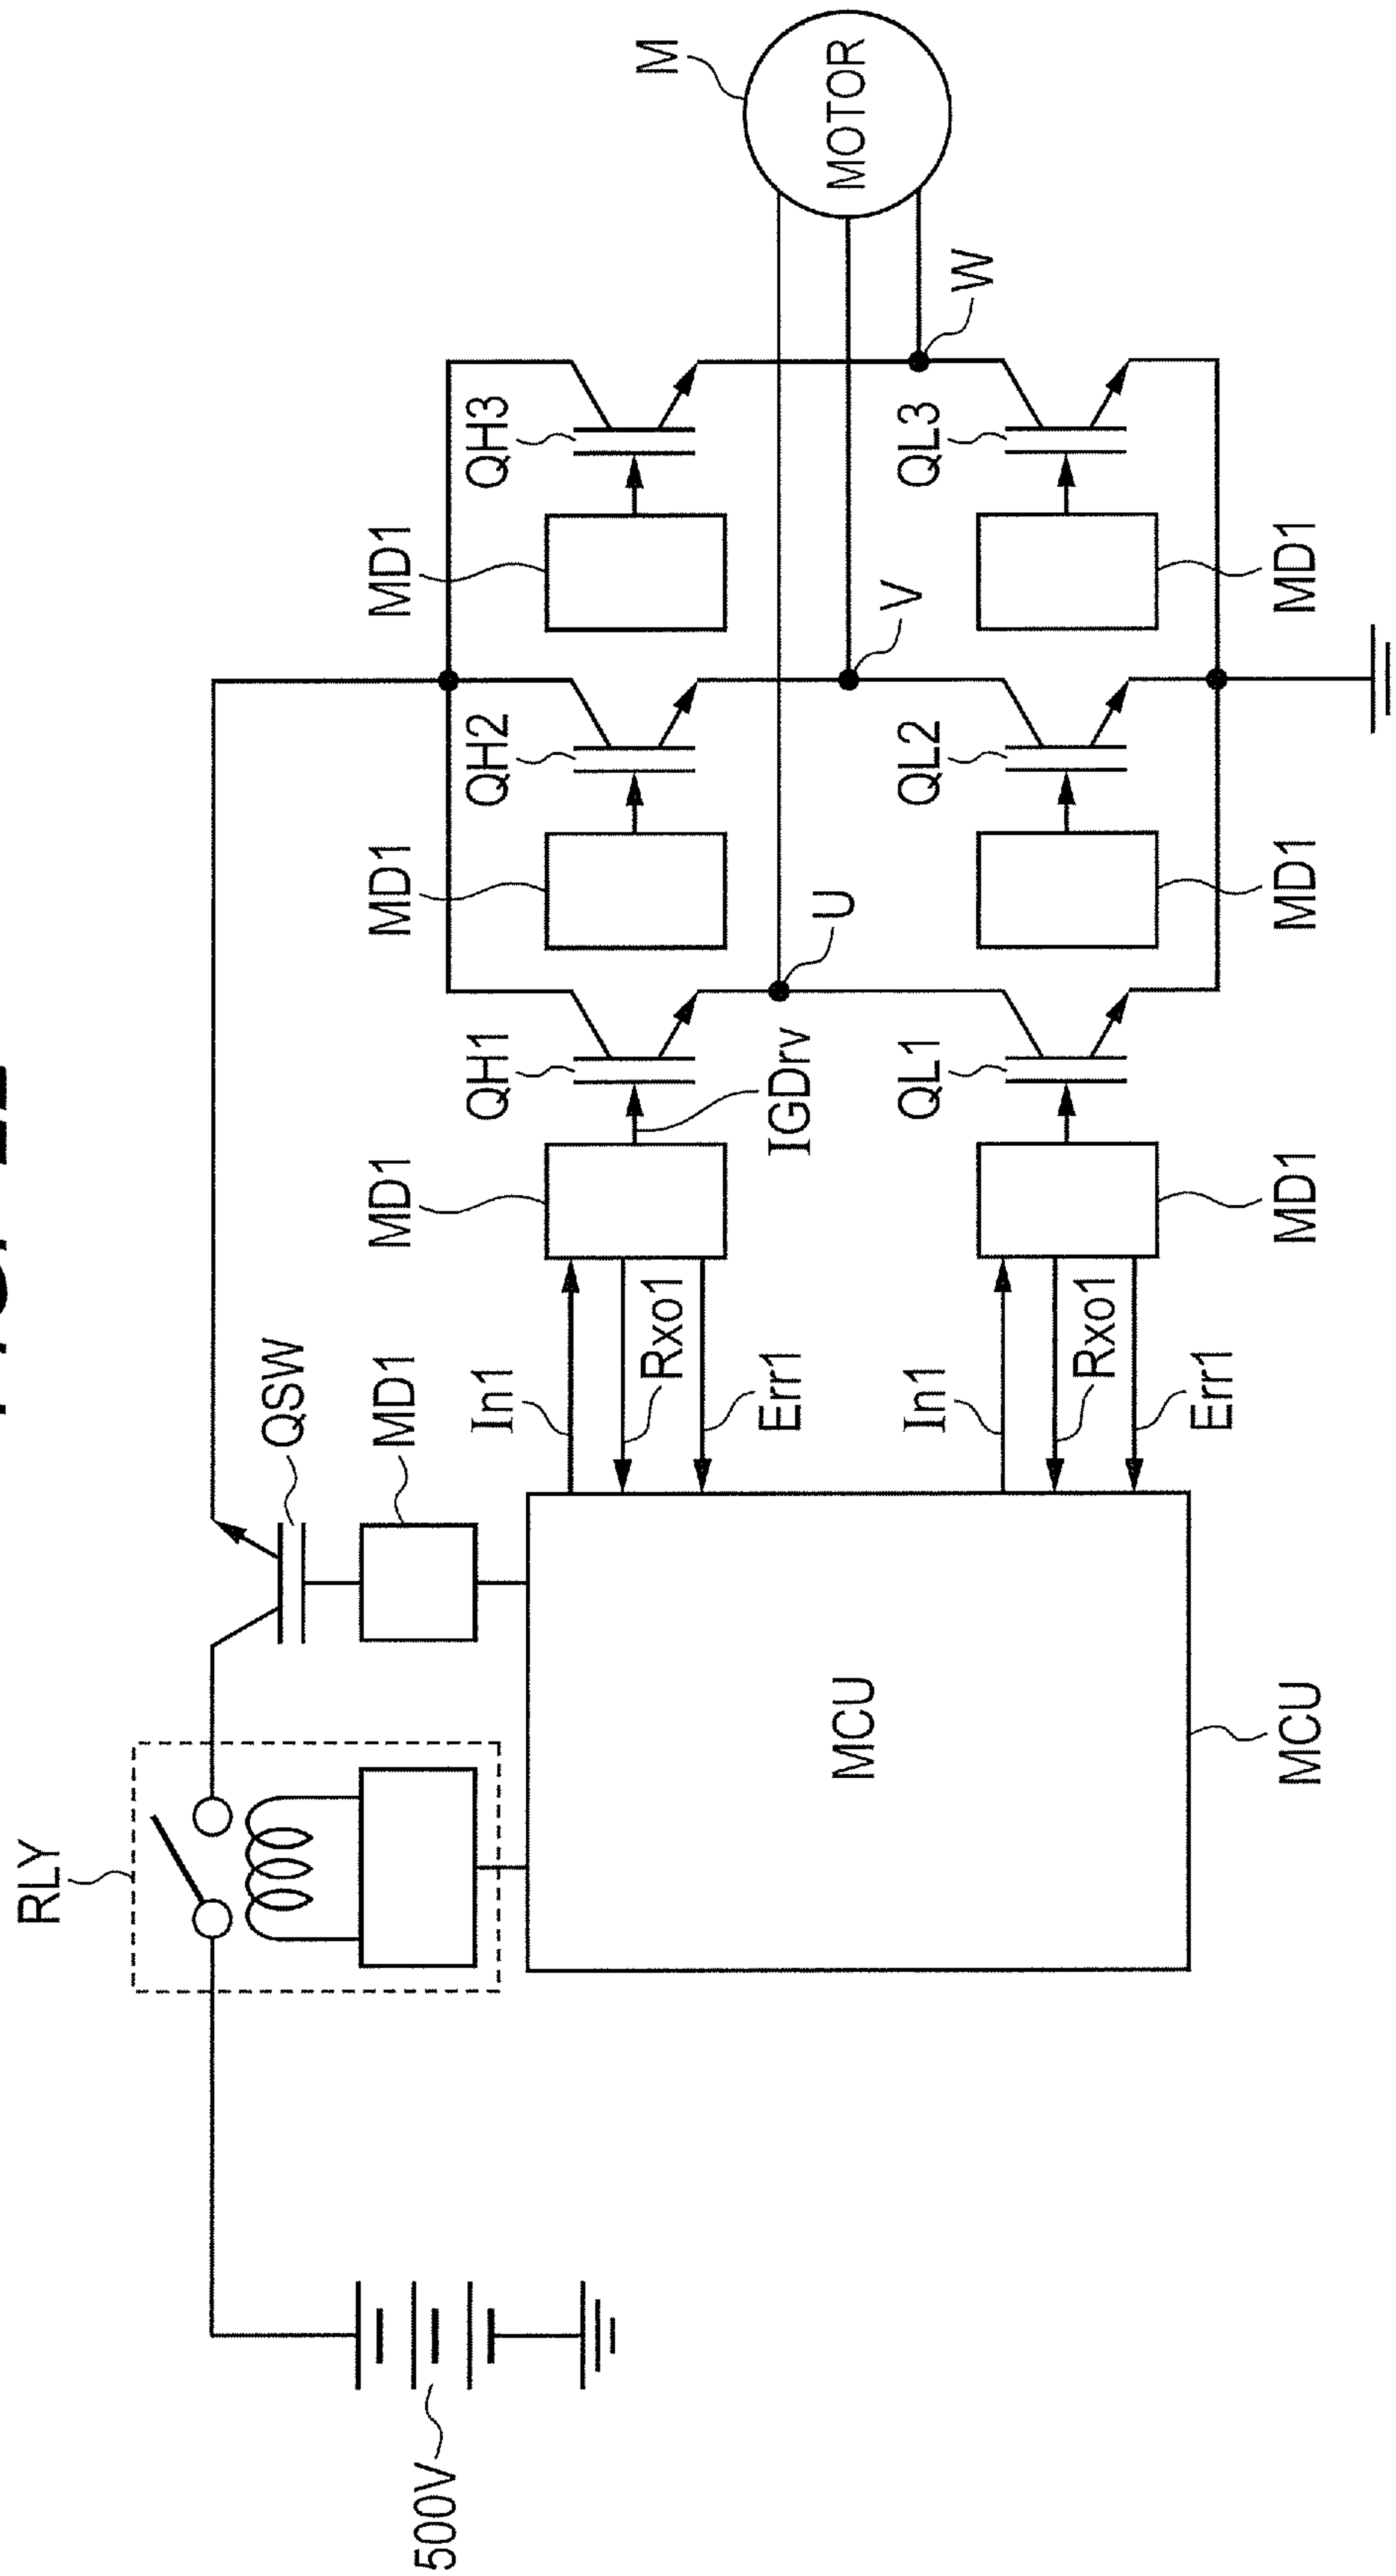 RLY
500V
QSW
MD1
MCU
MCU
In1
Rxo1
Err1
In1
Rxo1
Err1
MD1
MD1
MD1
QH1
QH2
QH3
IGDrv
U
V
W
QL1
QL2
QL3
MD1
MD1
MD1
M
MOTOR